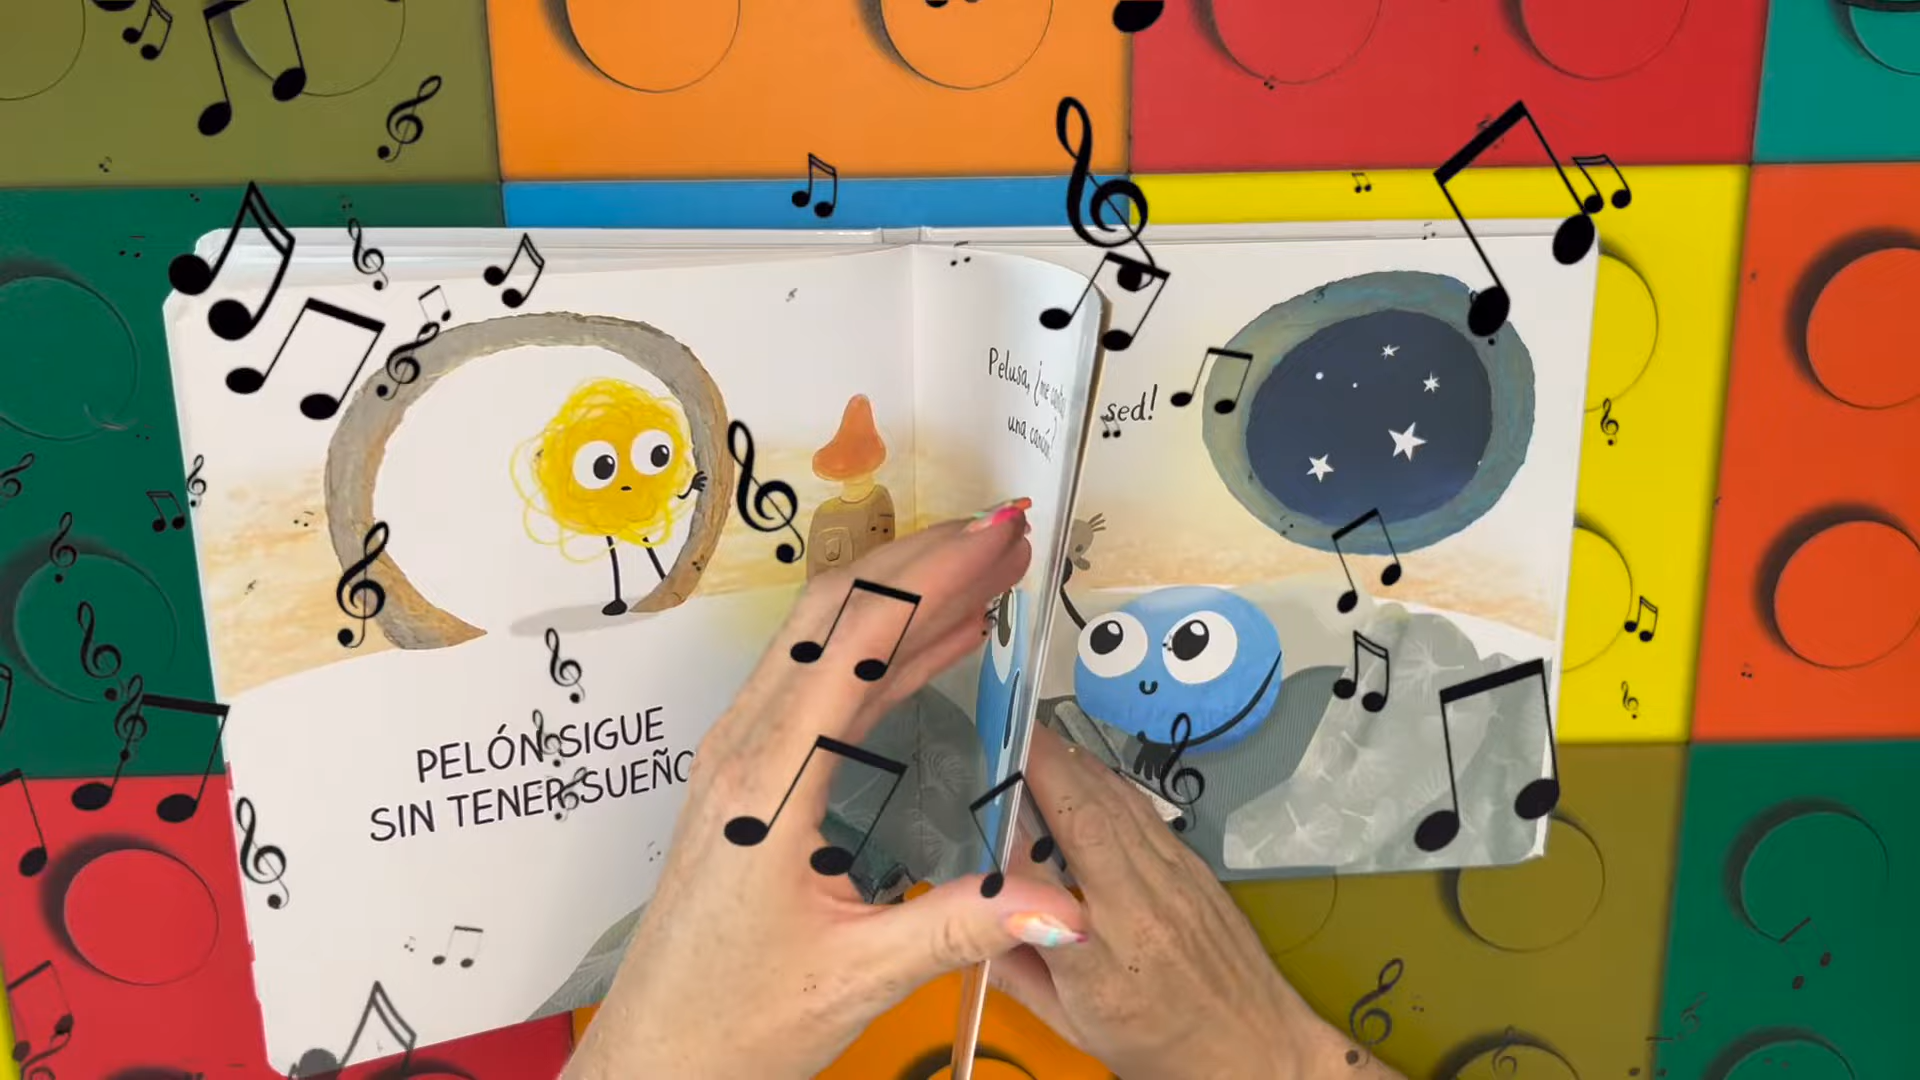 PELÓN SIGUE
SIN TENER SUEÑO
Pelusa, ¿me cantas
una canción?
sed!